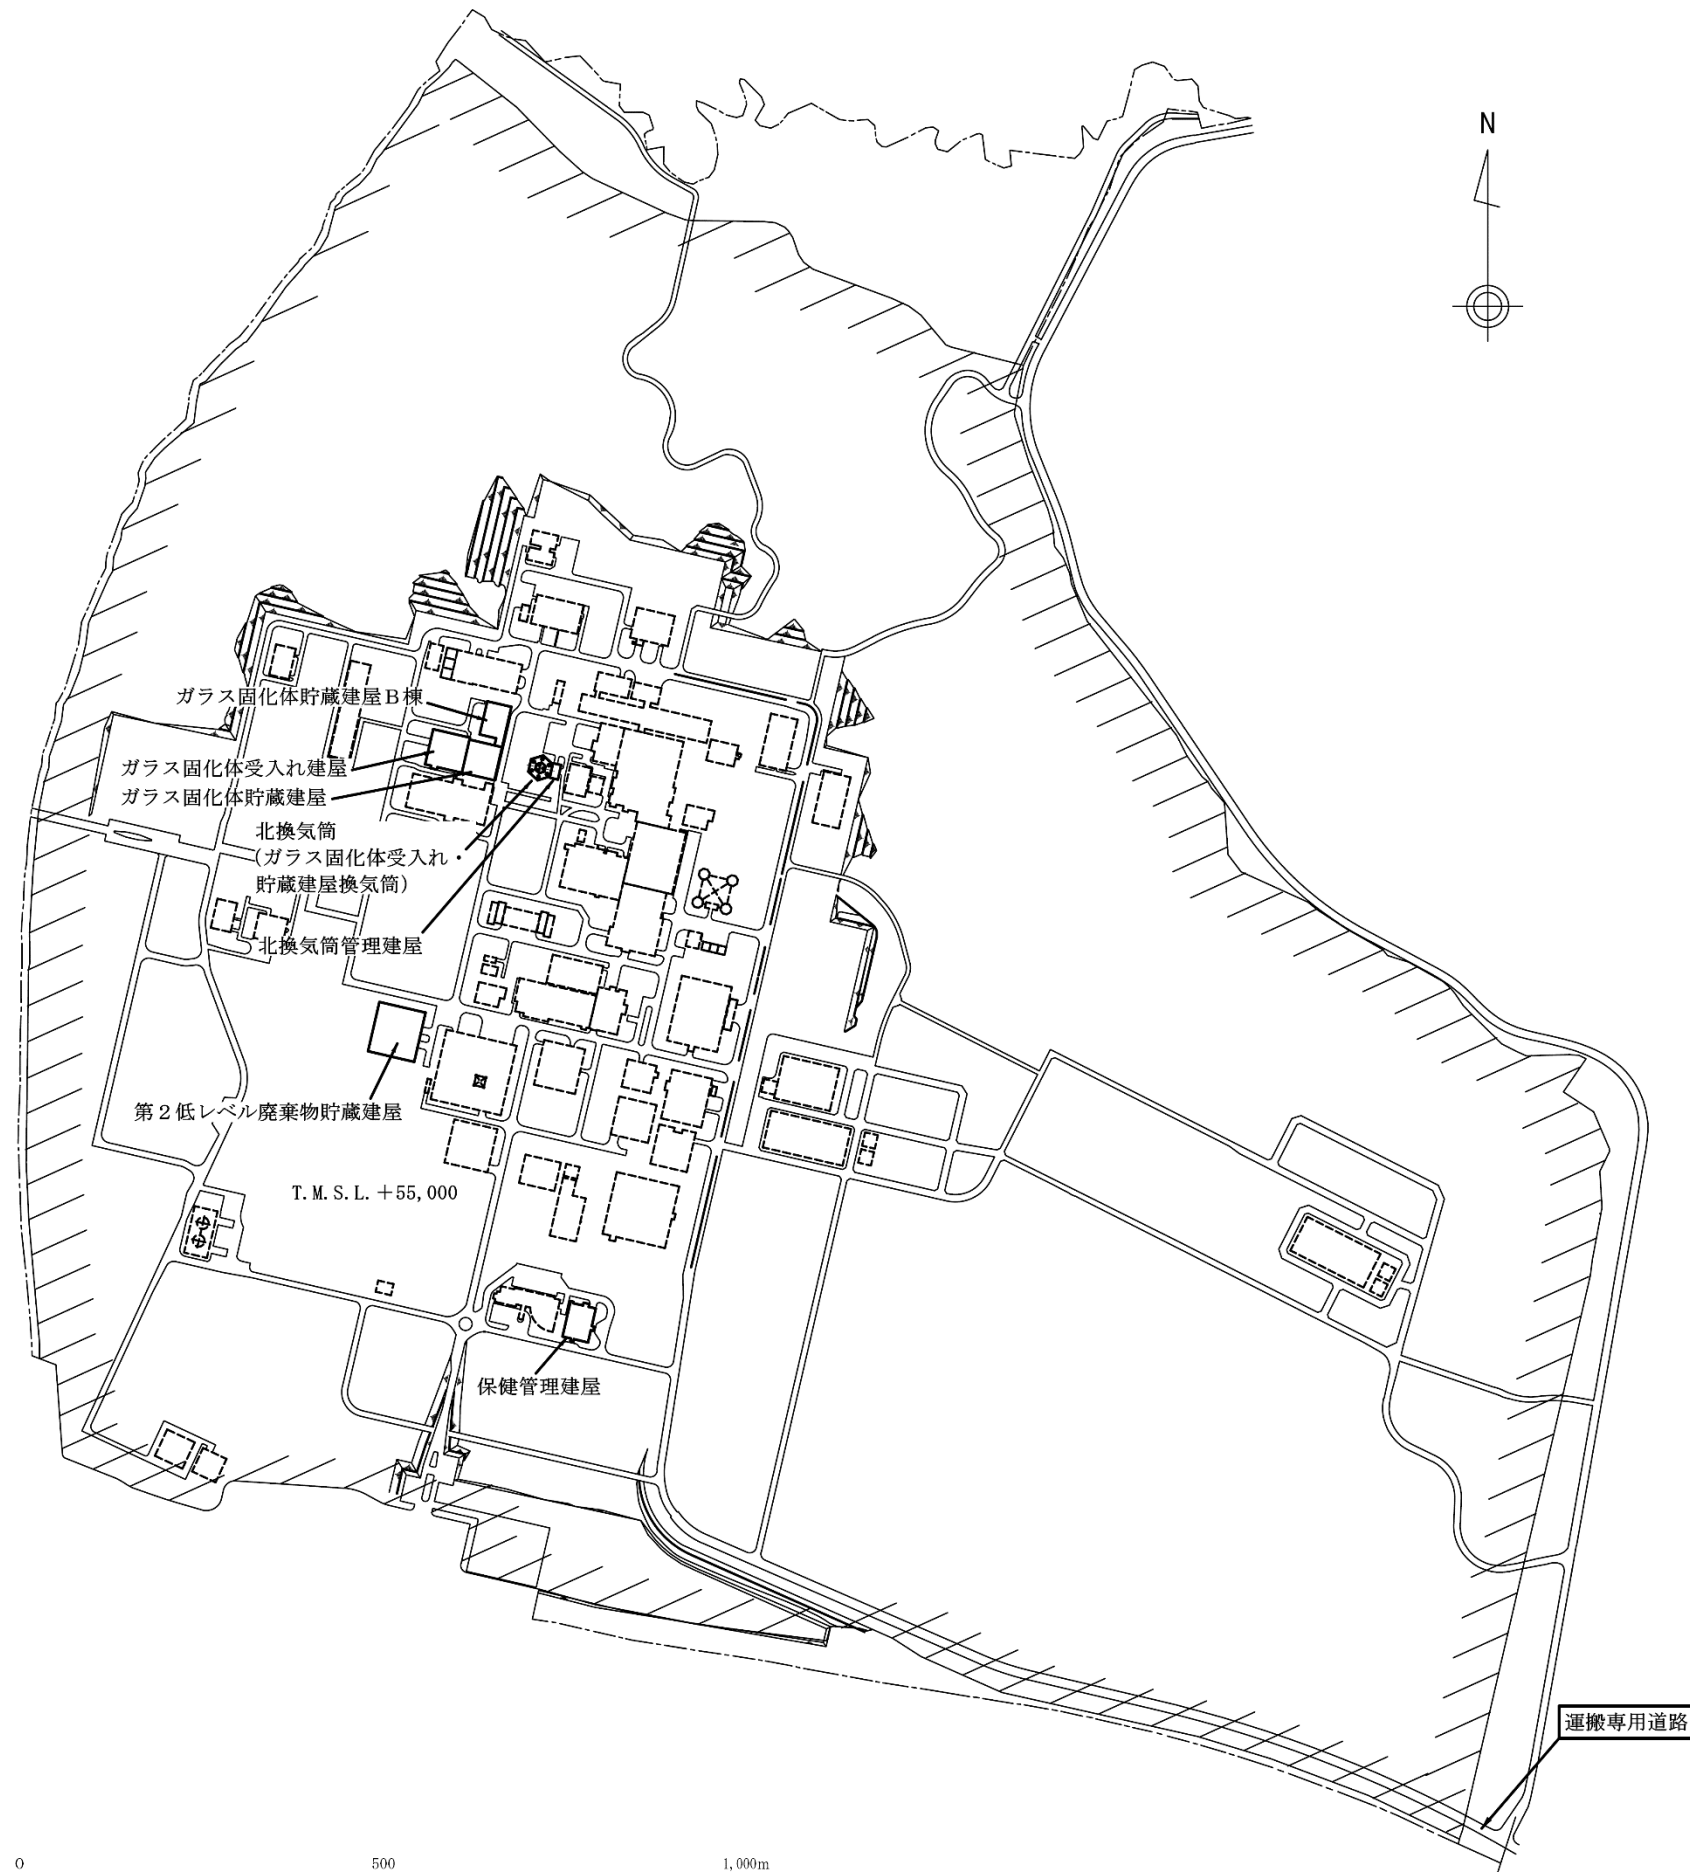 N
ガラス固化体貯蔵建屋B棟
ガラス固化体受入れ建屋
ガラス固化体貯蔵建屋
北換気筒
(ガラス固化体受入れ・
貯蔵建屋換気筒)
北換気筒管理建屋
第2低レベル廃棄物貯蔵建屋
T.M.S.L.+55,000
保健管理建屋
運搬専用道路
0 500 1,000m